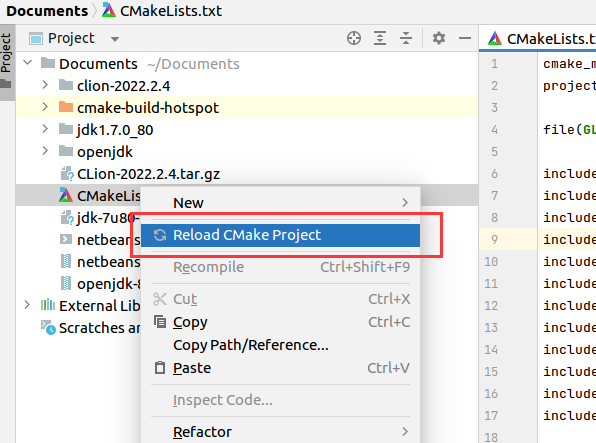 Documents CMakeLists.txt
Project
Project
CMakeLists.t
Documents ~/Documents
clion-2022.2.4
cmake-build-hotspot
jdk1.7.0_80
openjdk
CLion-2022.2.4.tar.gz
CMakeLis
jdk-7u80-
netbeans
netbeans
openjdk-8
External Lib
Scratches an
New
Reload CMake Project
Recompile Ctrl+Shift+F9
Cut Ctrl+X
Copy Ctrl+C
Copy Path/Reference...
Paste Ctrl+V
Inspect Code...
Refactor
1 cmake_m
2 project
3
4 file(GL
5
6 include
7 include
8 include
9 include
10 include
11 include
12 include
13 include
14 include
15 include
16 include
17 include
18